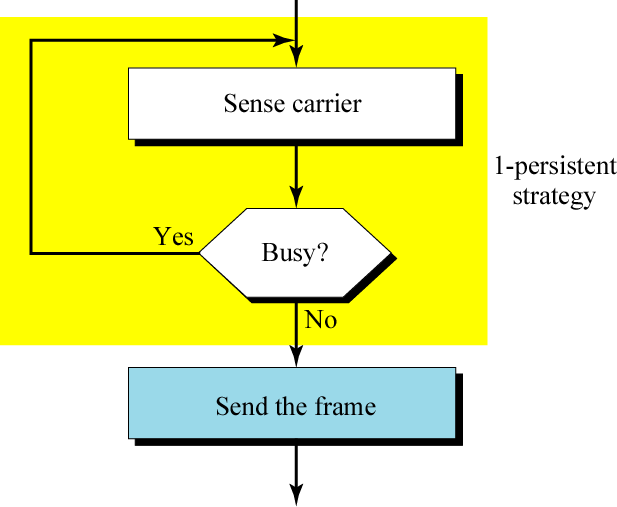 Sense carrier
1-persistent
strategy
Yes
Busy?
No
Send the frame